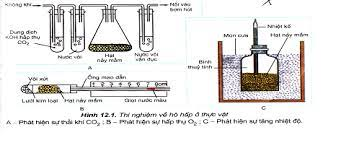 Không khí
Nối vào
bơm hút
Dung dịch
KOH hấp thụ
CO₂
Nước vôi
Hạt
nảy mầm
Nước vôi
vẩn đục
A
Vôi xút
Ống mao dẫn
Lưới kim loại
Hạt nảy mầm
Giọt nước màu
B
Nhiệt kế
Mùn cưa
Hạt nảy mầm
Bình
thuỷ tinh
C
Hình 12.1. Thí nghiệm về hô hấp ở thực vật
A – Phát hiện sự thải khí CO₂ ; B – Phát hiện sự hấp thụ O₂ ; C – Phát hiện sự tăng nhiệt độ.